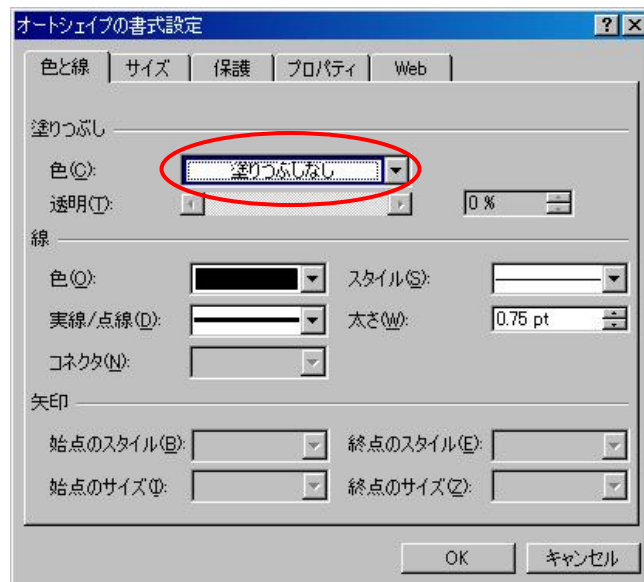 オートシェイプの書式設定
色と線 サイズ 保護 プロパティ Web
塗りつぶし
色(C): 塗りつぶしなし
透明(T): 0 %
線
色(O): スタイル(S):
実線/点線(D): 太さ(W): 0.75 pt
コネクタ(N):
矢印
始点のスタイル(B): 終点のスタイル(E):
始点のサイズ(I): 終点のサイズ(Z):
OK キャンセル